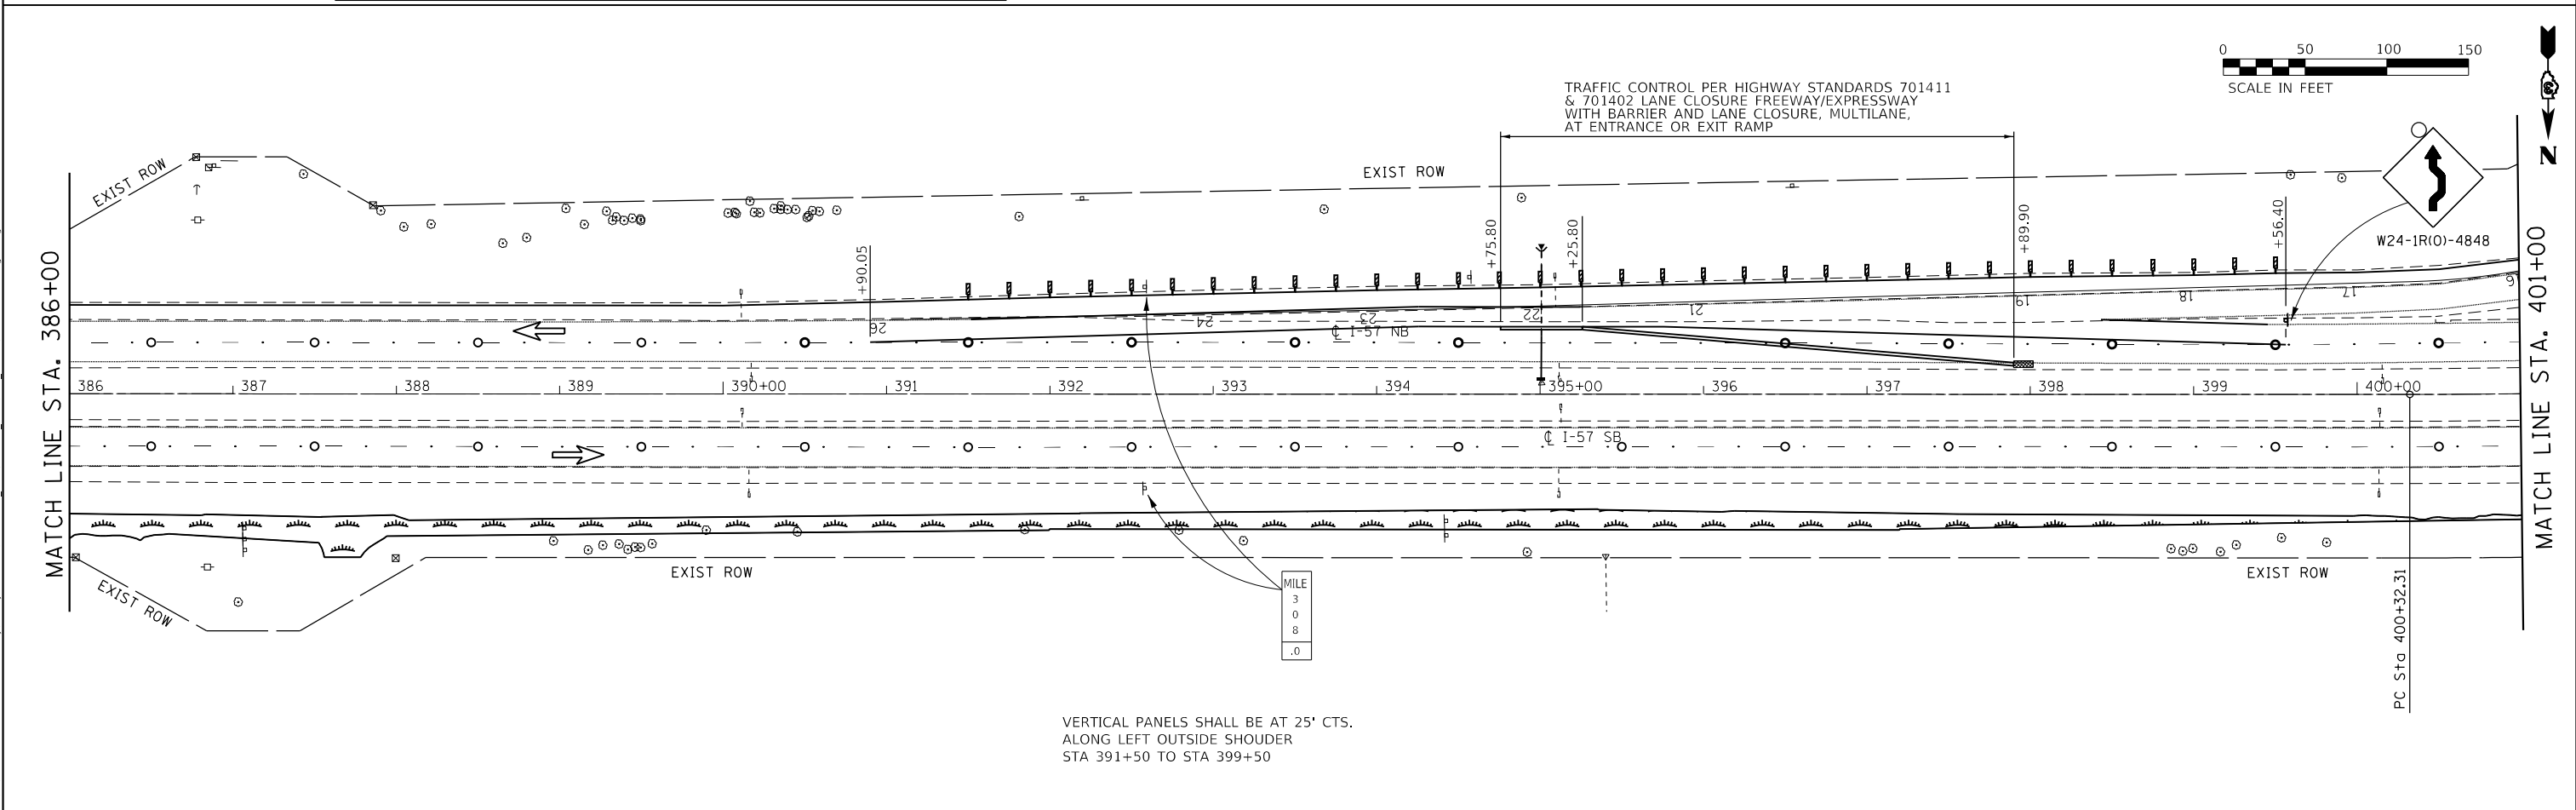 0 50 100 150
SCALE IN FEET
N
TRAFFIC CONTROL PER HIGHWAY STANDARDS 701411
& 701402 LANE CLOSURE FREEWAY/EXPRESSWAY
WITH BARRIER AND LANE CLOSURE, MULTILANE,
AT ENTRANCE OR EXIT RAMP
EXIST ROW
EXIST ROW
W24-1R(O)-4848
MATCH LINE STA. 386+00
MATCH LINE STA. 401+00
+90.05
+75.80
+25.80
+89.90
+56.40
26 24 23 22 21 19 18 17
℄ I-57 NB
386 387 388 389 390+00 391 392 393 394 395+00 396 397 398 399 400+00
℄ I-57 SB
EXIST ROW
EXIST ROW
EXIST ROW
MILE
3
0
8
.0
PC Sta 400+32.31
VERTICAL PANELS SHALL BE AT 25' CTS.
ALONG LEFT OUTSIDE SHOUDER
STA 391+50 TO STA 399+50